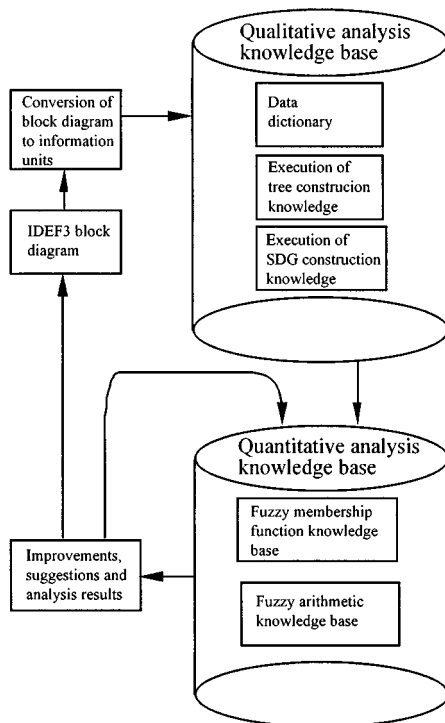 Qualitative analysis
knowledge base
Conversion of
block diagram
to information
units
Data
dictionary
Execution of
tree construcion
knowledge
IDEF3 block
diagram
Execution of
SDG construction
knowledge
Quantitative analysis
knowledge base
Fuzzy membership
function knowledge
base
Improvements,
suggestions and
analysis results
Fuzzy arithmetic
knowledge base